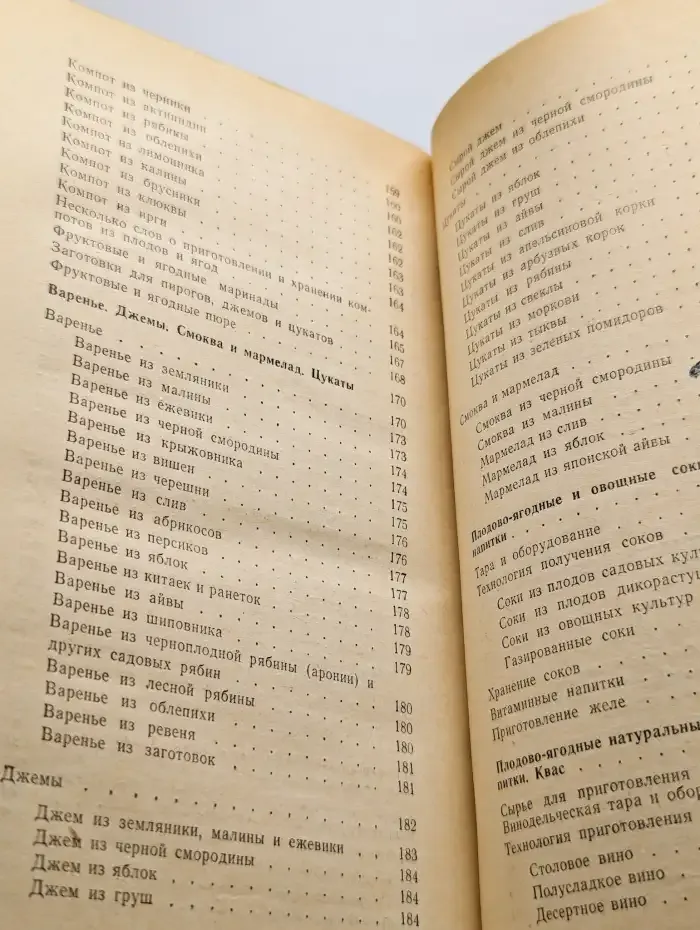 Компот из черники
Компот из актинидии
Компот из рябины
Компот из облепихи
Компот из лимонника
Компот из калины
Компот из брусники
Компот из клюквы
Компот из ирги
Несколько слов о приготовлении и хранении ком-
потов из плодов и ягод
Фруктовые и ягодные маринады
Заготовки для пирогов, джемов и цукатов
Фруктовые и ягодные пюре
159
160
160
162
162
162
163
163
164
164
165
167
168
Варенье. Джемы. Смоква и мармелад. Цукаты 170
Варенье 170
Варенье из земляники 173
Варенье из малины 173
Варенье из ежевики 174
Варенье из черной смородины 174
Варенье из крыжовника 175
Варенье из вишен 175
Варенье из черешни 176
Варенье из слив 176
Варенье из абрикосов 177
Варенье из персиков 177
Варенье из яблок 178
Варенье из китаек и ранеток 178
Варенье из айвы 179
Варенье из шиповника 179
Варенье из черноплодной рябины (аронии) и
других садовых рябин 180
Варенье из лесной рябины 180
Варенье из облепихи 180
Варенье из ревеня 181
Варенье из заготовок 181
Джемы 182
Джем из земляники, малины и ежевики 183
Джем из черной смородины 184
Джем из яблок 184
Джем из груш 184
Сырой джем
Сырой джем из черной смородины
Сырой джем из облепихи
Цукаты
Цукаты из яблок
Цукаты из груш
Цукаты из айвы
Цукаты из слив
Цукаты из апельсиновой корки
Цукаты из арбузных корок
Цукаты из рябины
Цукаты из свеклы
Цукаты из моркови
Цукаты из тыквы
Цукаты из зеленых помидоров
Смоква и мармелад
Смоква из черной смородины
Смоква из малины
Мармелад из слив
Мармелад из яблок
Мармелад из японской айвы
Плодово-ягодные и овощные соки
напитки
Тара и оборудование
Технология получения соков
Соки из плодов садовых куль
Соки из плодов дикорастущ
Соки из овощных культур
Газированные соки
Хранение соков
Витаминные напитки
Приготовление желе
Плодово-ягодные натуральны
питки. Квас
Сырье для приготовления
Винодельческая тара и обор
Технология приготовления
Столовое вино
Полусладкое вино
Десертное вино